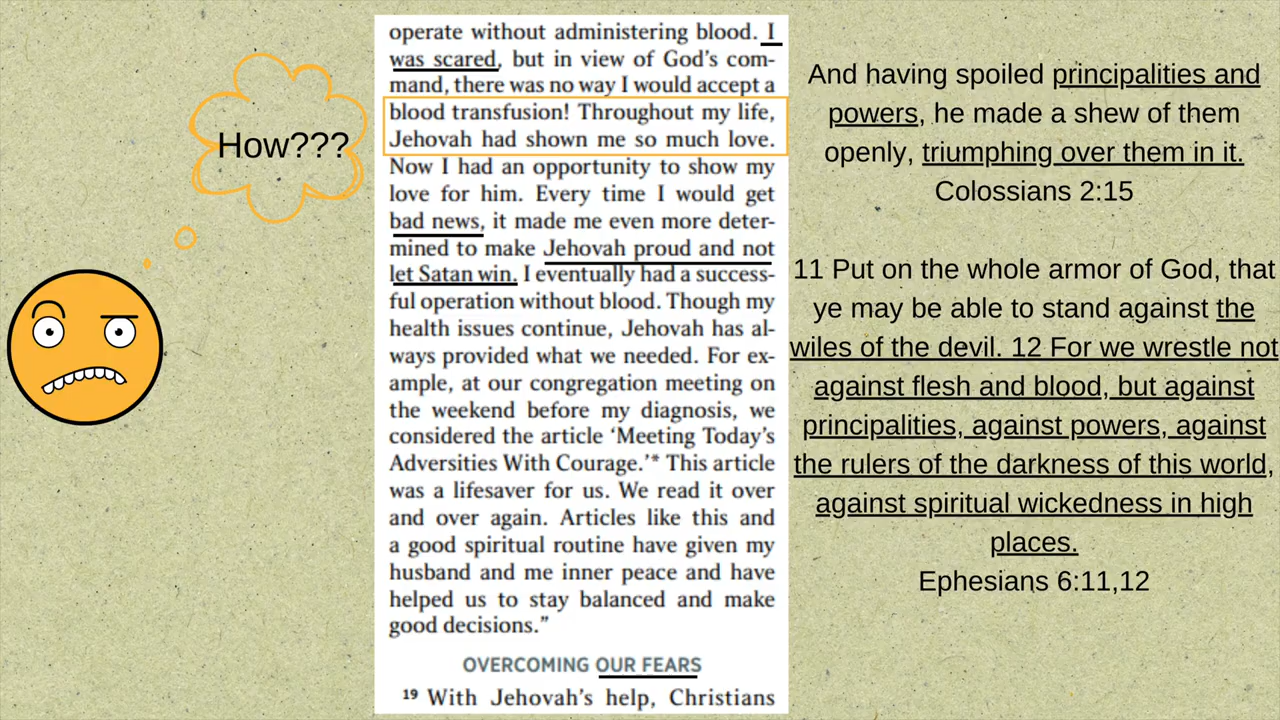 How???
operate without administering blood. I
was scared, but in view of God's com-
mand, there was no way I would accept a
blood transfusion! Throughout my life,
Jehovah had shown me so much love.
Now I had an opportunity to show my
love for him. Every time I would get
bad news, it made me even more deter-
mined to make Jehovah proud and not
let Satan win. I eventually had a success-
ful operation without blood. Though my
health issues continue, Jehovah has al-
ways provided what we needed. For ex-
ample, at our congregation meeting on
the weekend before my diagnosis, we
considered the article ‘Meeting Today's
Adversities With Courage.’* This article
was a lifesaver for us. We read it over
and over again. Articles like this and
a good spiritual routine have given my
husband and me inner peace and have
helped us to stay balanced and make
good decisions.”
OVERCOMING OUR FEARS
19 With Jehovah's help, Christians
And having spoiled principalities and
powers, he made a shew of them
openly, triumphing over them in it.
Colossians 2:15
11 Put on the whole armor of God, that
ye may be able to stand against the
wiles of the devil. 12 For we wrestle not
against flesh and blood, but against
principalities, against powers, against
the rulers of the darkness of this world,
against spiritual wickedness in high
places.
Ephesians 6:11,12